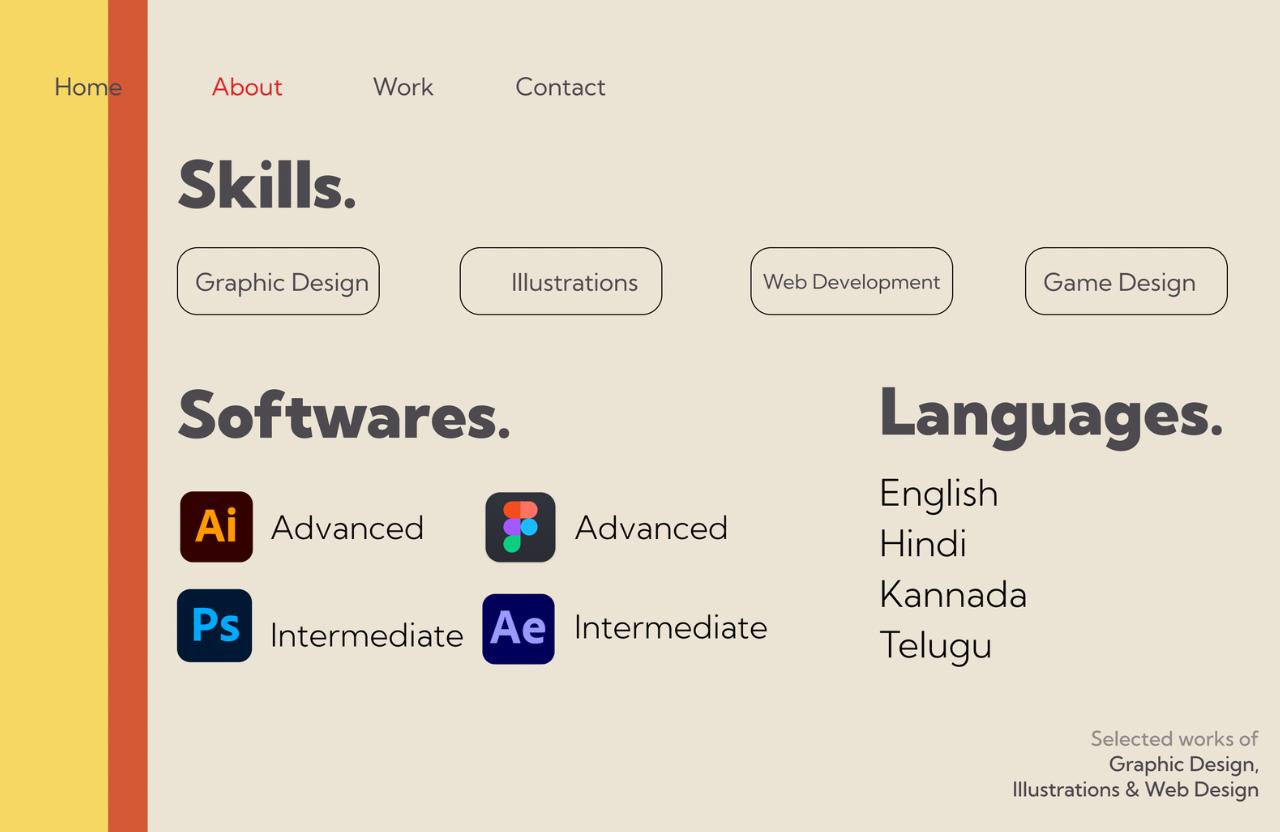 Home About Work Contact
Skills.
Graphic Design Illustrations Web Development Game Design
Softwares.
Ai Advanced Advanced
Ps Intermediate Ae Intermediate
Languages.
English
Hindi
Kannada
Telugu
Selected works of
Graphic Design,
Illustrations & Web Design